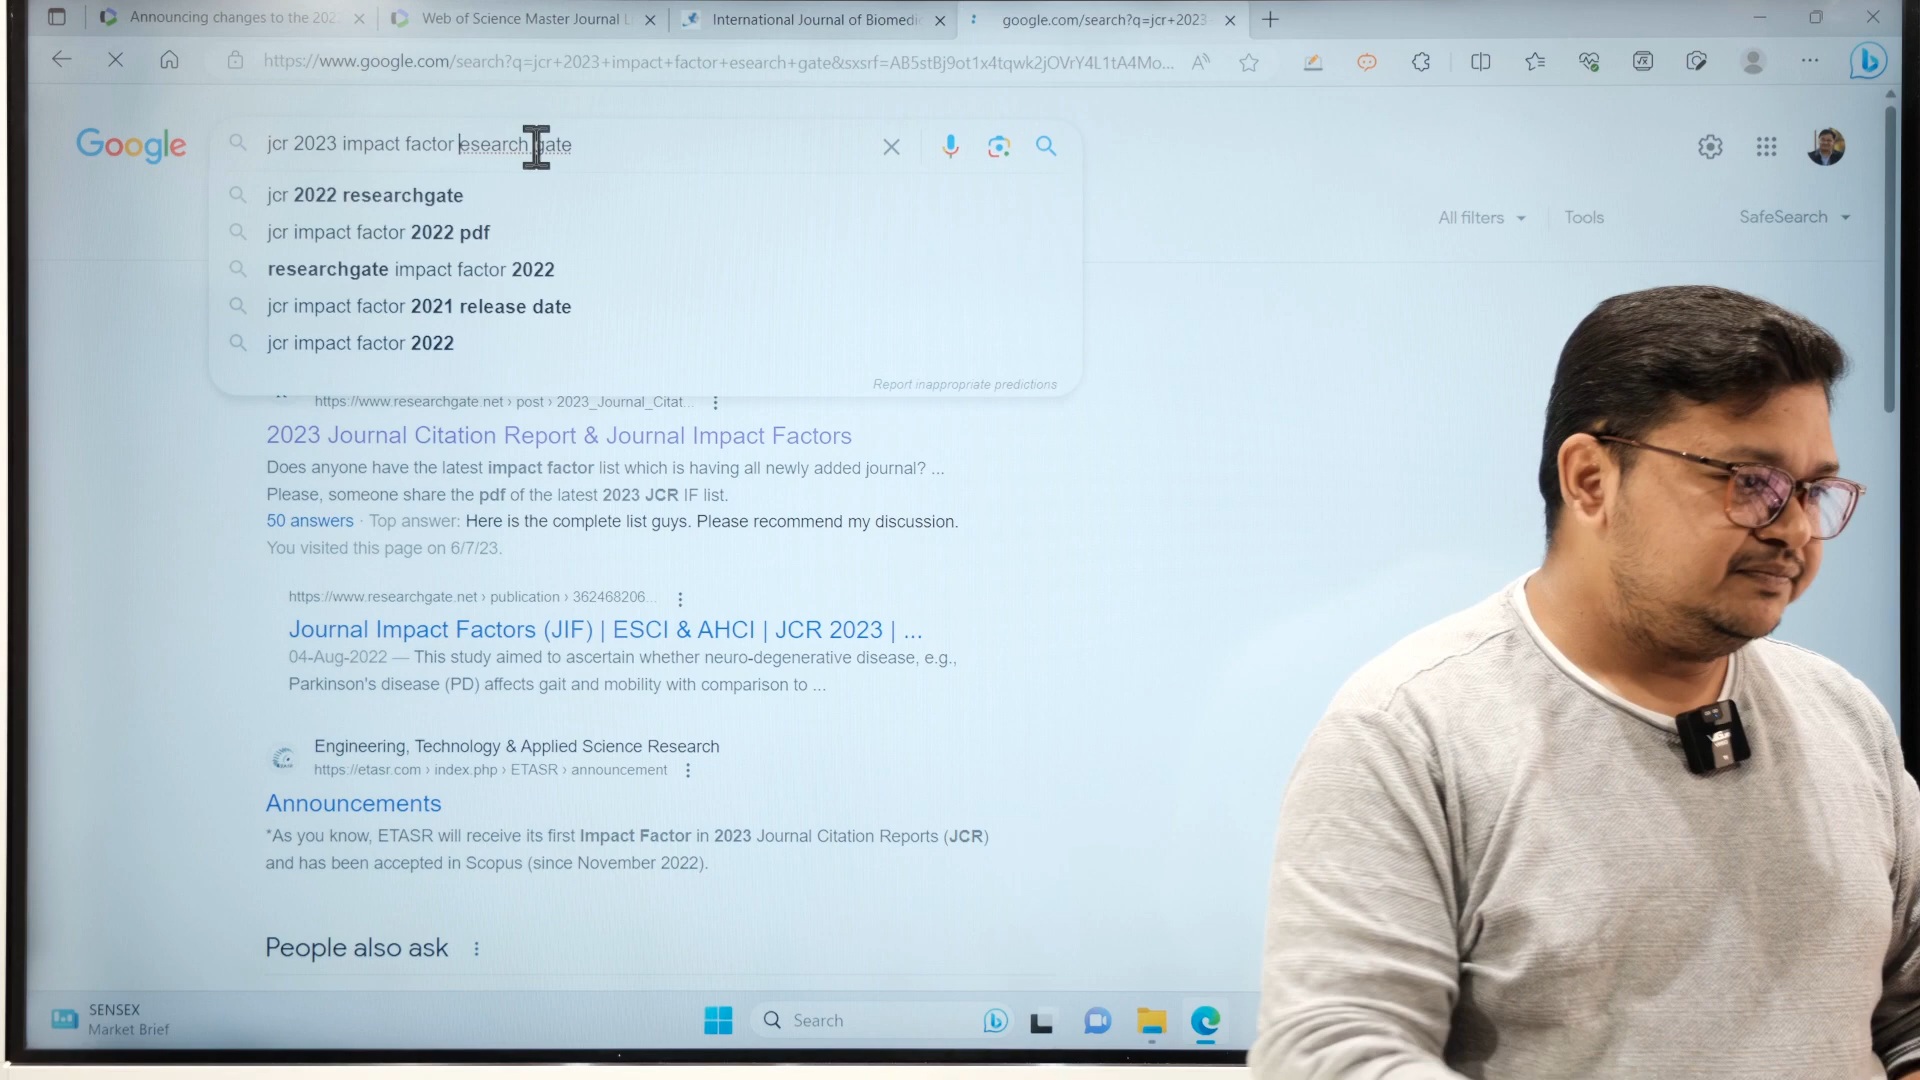 Announcing changes to the 202
Web of Science Master Journal L
International Journal of Biomedic
google.com/search?q=jcr+2023
https://www.google.com/search?q=jcr+2023+impact+factor+esearch+gate&sxsrf=AB5stBj9ot1x4tqwk2jOVrY4L1tA4Mo...
Google
jcr 2023 impact factor esearch gate
jcr 2022 researchgate
jcr impact factor 2022 pdf
researchgate impact factor 2022
jcr impact factor 2021 release date
jcr impact factor 2022
Report inappropriate predictions
All filters
Tools
SafeSearch
https://www.researchgate.net › post › 2023_Journal_Citat...
2023 Journal Citation Report & Journal Impact Factors
Does anyone have the latest impact factor list which is having all newly added journal? ...
Please, someone share the pdf of the latest 2023 JCR IF list.
50 answers · Top answer: Here is the complete list guys. Please recommend my discussion.
You visited this page on 6/7/23.
https://www.researchgate.net › publication › 362468206...
Journal Impact Factors (JIF) | ESCI & AHCI | JCR 2023 | ...
04-Aug-2022 — This study aimed to ascertain whether neuro-degenerative disease, e.g.,
Parkinson's disease (PD) affects gait and mobility with comparison to ...
Engineering, Technology & Applied Science Research
https://etasr.com › index.php › ETASR › announcement
Announcements
*As you know, ETASR will receive its first Impact Factor in 2023 Journal Citation Reports (JCR)
and has been accepted in Scopus (since November 2022).
People also ask
SENSEX
Market Brief
Search